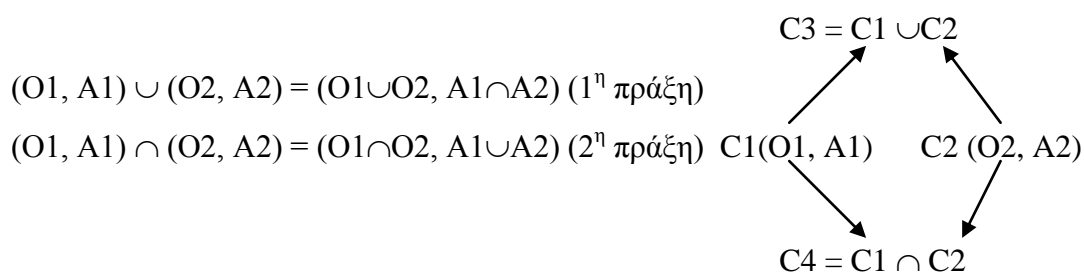 C3 = C1 ∪C2
(O1, A1) ∪ (O2, A2) = (O1∪O2, A1∩A2) (1η πράξη)
(O1, A1) ∩ (O2, A2) = (O1∩O2, A1∪A2) (2η πράξη) C1(O1, A1) C2 (O2, A2)
C4 = C1 ∩ C2